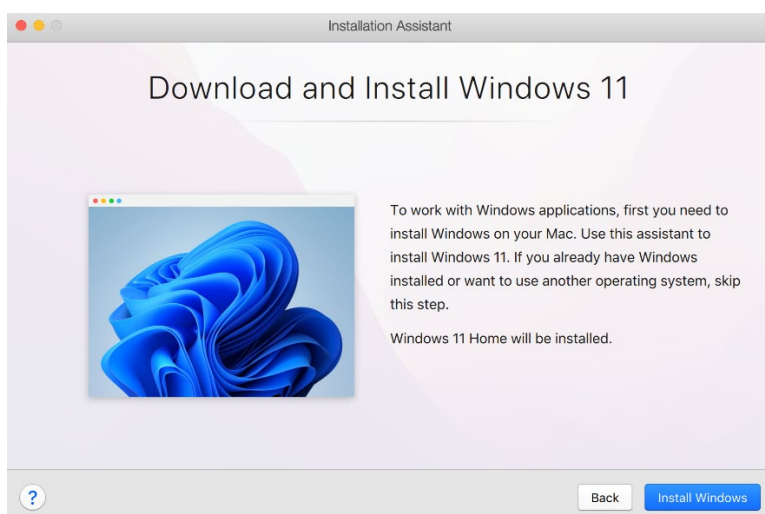 Installation Assistant
Download and Install Windows 11
To work with Windows applications, first you need to
install Windows on your Mac. Use this assistant to
install Windows 11. If you already have Windows
installed or want to use another operating system, skip
this step.
Windows 11 Home will be installed.
?
Back
Install Windows